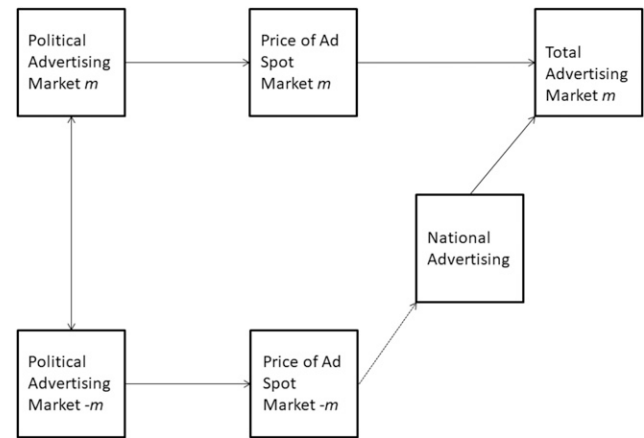 Political
Advertising
Market m
Price of Ad
Spot
Market m
Total
Advertising
Market m
National
Advertising
Political
Advertising
Market -m
Price of Ad
Spot
Market -m